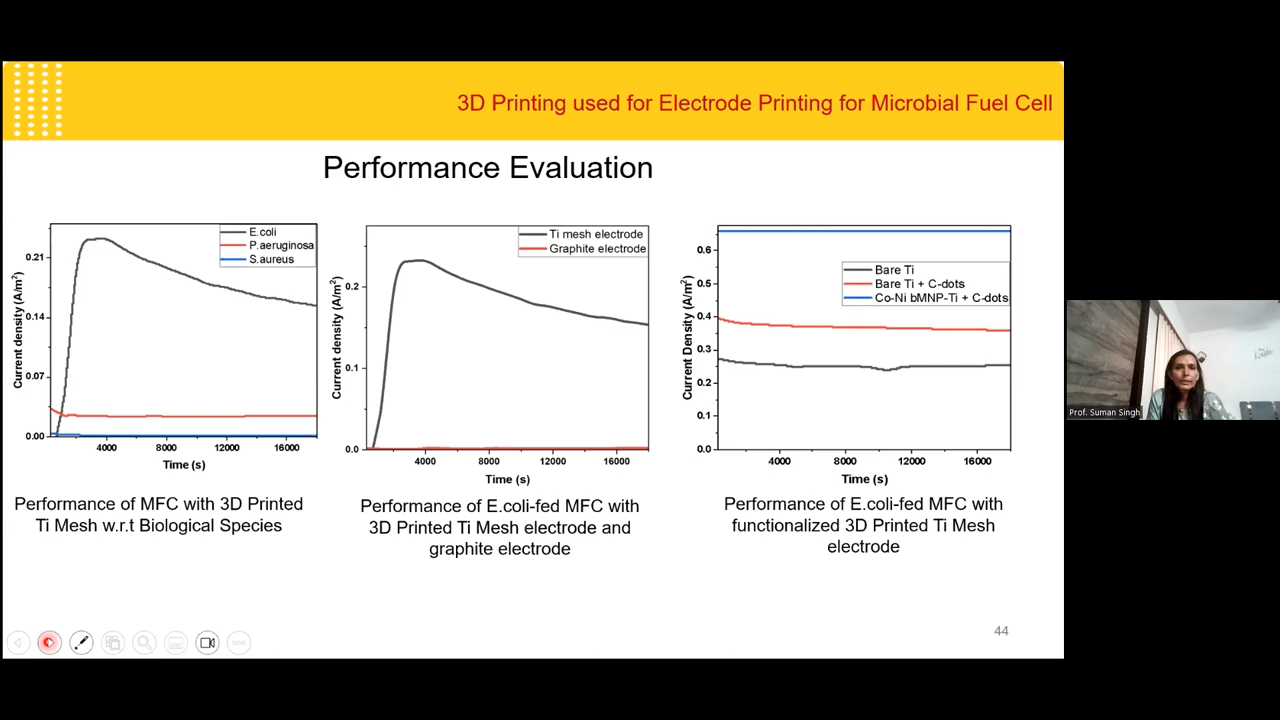 3D Printing used for Electrode Printing for Microbial Fuel Cell
Performance Evaluation
E.coli
P.aeruginosa
S.aureus
Current density (A/m²)
0.21
0.14
0.07
0.00
4000 8000 12000 16000
Time (s)
Performance of MFC with 3D Printed
Ti Mesh w.r.t Biological Species
Ti mesh electrode
Graphite electrode
Current density (A/m²)
0.2
0.1
0.0
4000 8000 12000 16000
Time (s)
Performance of E.coli-fed MFC with
3D Printed Ti Mesh electrode and
graphite electrode
Bare Ti
Bare Ti + C-dots
Co-Ni bMNP-Ti + C-dots
Current Density (A/m²)
0.6
0.5
0.4
0.3
0.2
0.1
0.0
4000 8000 12000 16000
Time (s)
Performance of E.coli-fed MFC with
functionalized 3D Printed Ti Mesh
electrode
44
Prof. Suman Singh